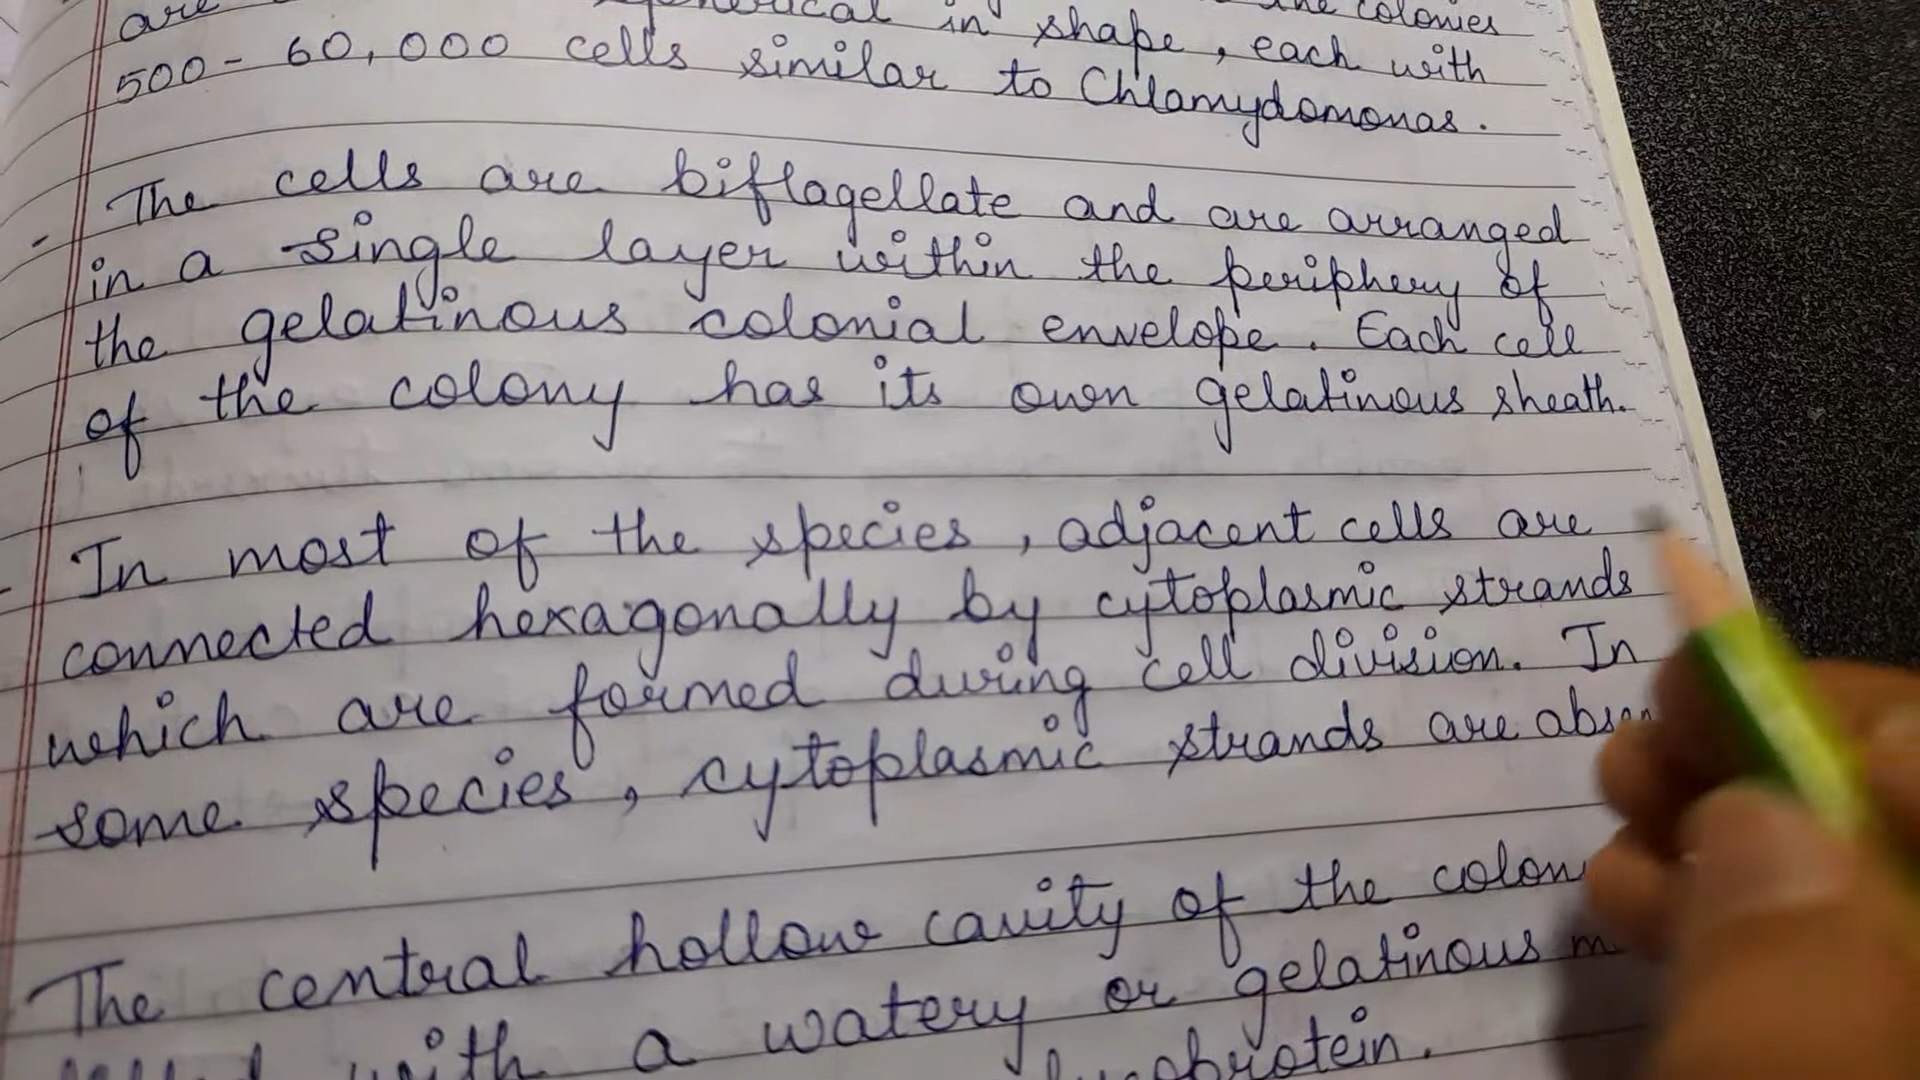 are in shape, each with the colonies
500 - 60,000 cells similar to Chlamydomonas.
- The cells are biflagellate and are arranged
in a single layer within the periphery of
the gelatinous colonial envelope. Each cell
of the colony has its own gelatinous sheath.
- In most of the species, adjacent cells are
connected hexagonally by cytoplasmic strands
which are formed during cell division. In
some species, cytoplasmic strands are
The central hollow cavity of the
with a watery or gelatinous